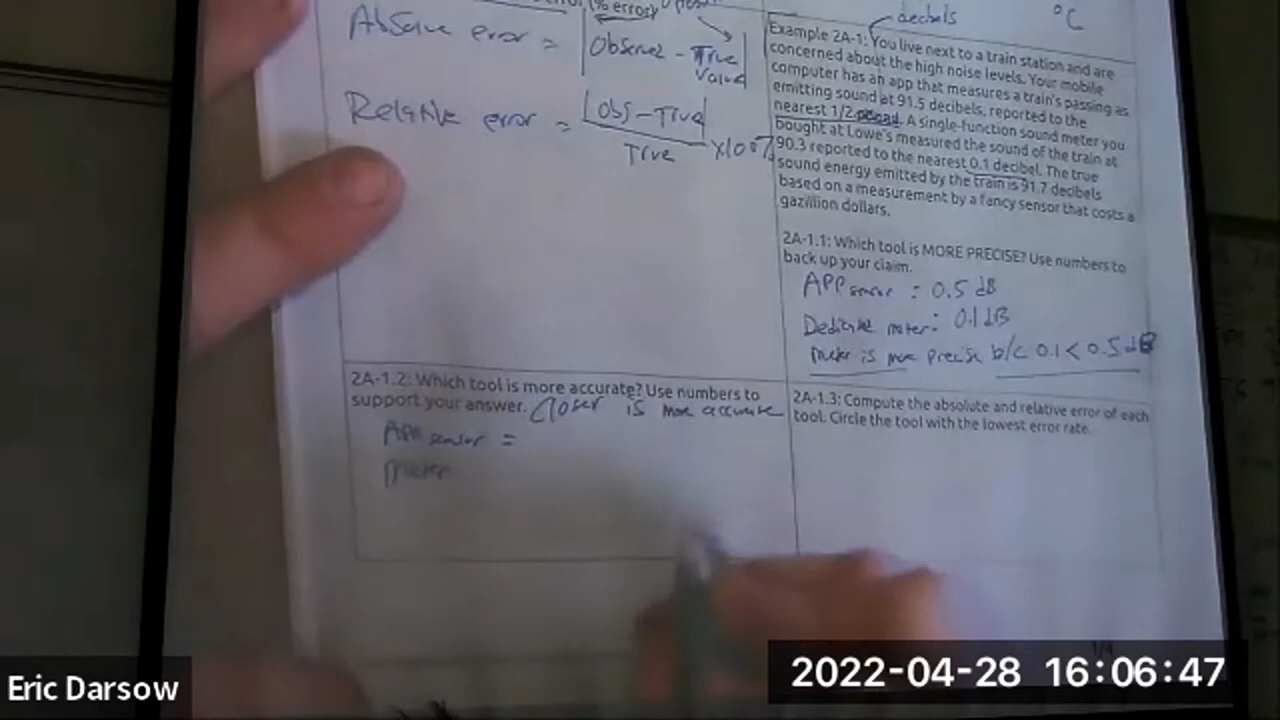 (% error)
decibels
°C
Absolute error = |Observed - True Value|
Relative error = |obs - True|
True
x100%
Example 2A-1: You live next to a train station and are
concerned about the high noise levels. Your mobile
computer has an app that measures a train's passing as
emitting sound at 91.5 decibels, reported to the
nearest 1/2 . A single-function sound meter you
bought at Lowe's measured the sound of the train at
90.3 reported to the nearest 0.1 decibel. The true
sound energy emitted by the train is 91.7 decibels
based on a measurement by a fancy sensor that costs a
gazillion dollars.
2A-1.1: Which tool is MORE PRECISE? Use numbers to
back up your claim.
APP sensor : 0.5 dB
Dedicated meter: 0.1 dB
meter is more precise b/c 0.1 < 0.5 dB
2A-1.2: Which tool is more accurate? Use numbers to
support your answer. Closer is more accurate
APP sensor =
meter
2A-1.3: Compute the absolute and relative error of each
tool. Circle the tool with the lowest error rate.
Eric Darsow
2022-04-28 16:06:47